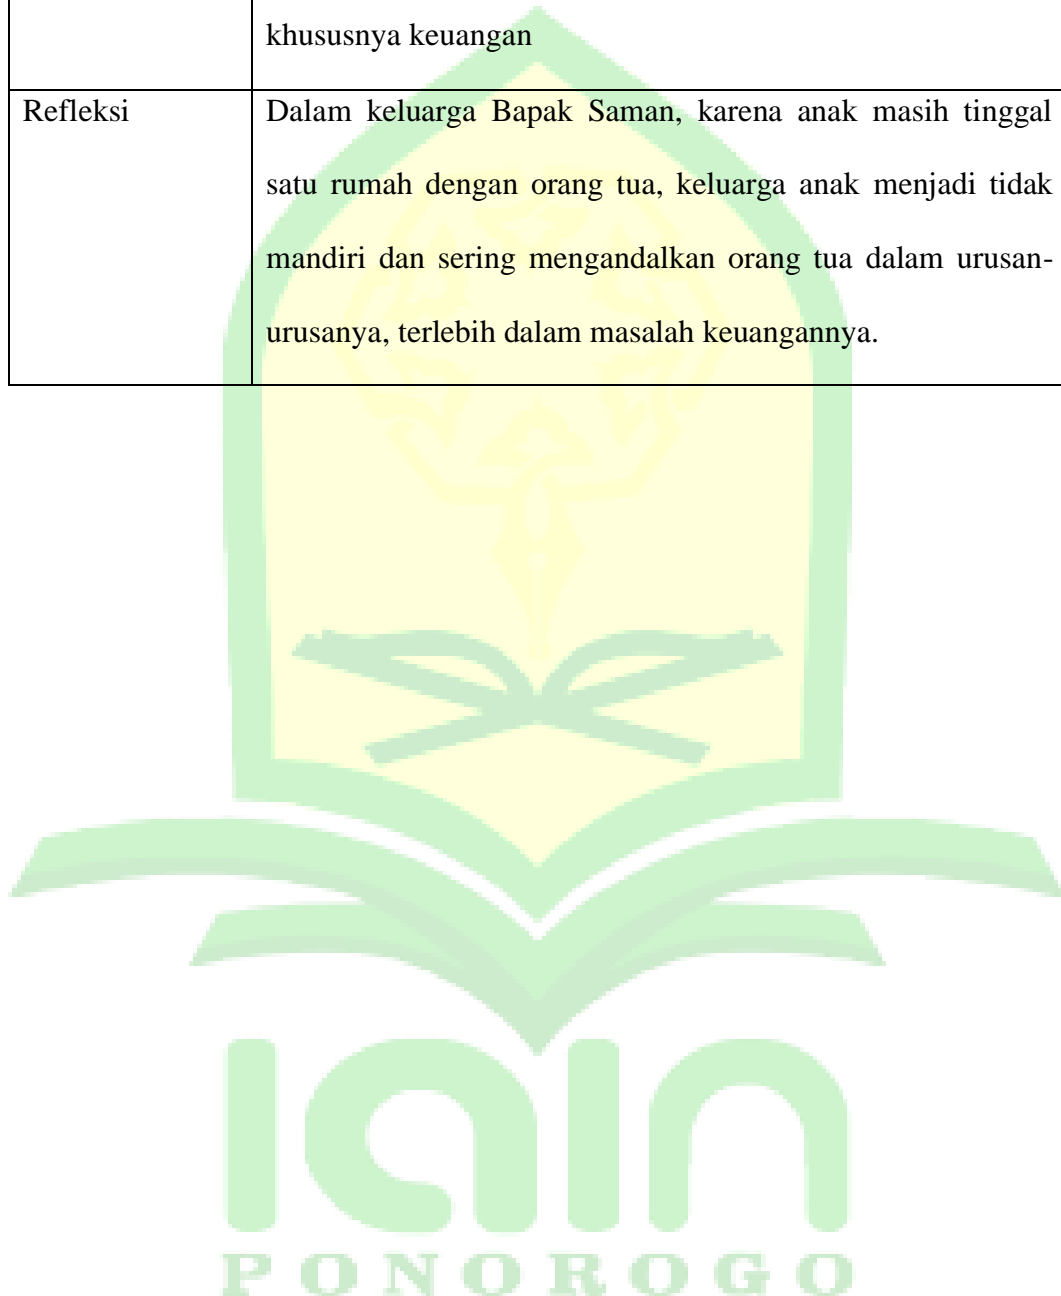 khususnya keuangan
Refleksi
Dalam keluarga Bapak Saman, karena anak masih tinggal
satu rumah dengan orang tua, keluarga anak menjadi tidak
mandiri dan sering mengandalkan orang tua dalam urusan-
urusanya, terlebih dalam masalah keuangannya.
iain
PONOROGO